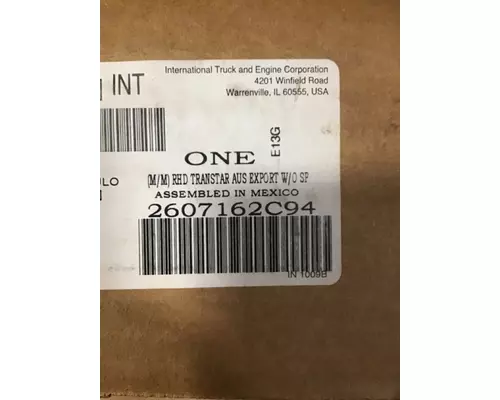 INT
International Truck and Engine Corporation
4201 Winfield Road
Warrenville, IL 60555, USA
E13G
ONE
(M/M) RHD TRANSTAR AUS EXPORT W/O SP
ASSEMBLED IN MEXICO
2607162C94
IN 1009B